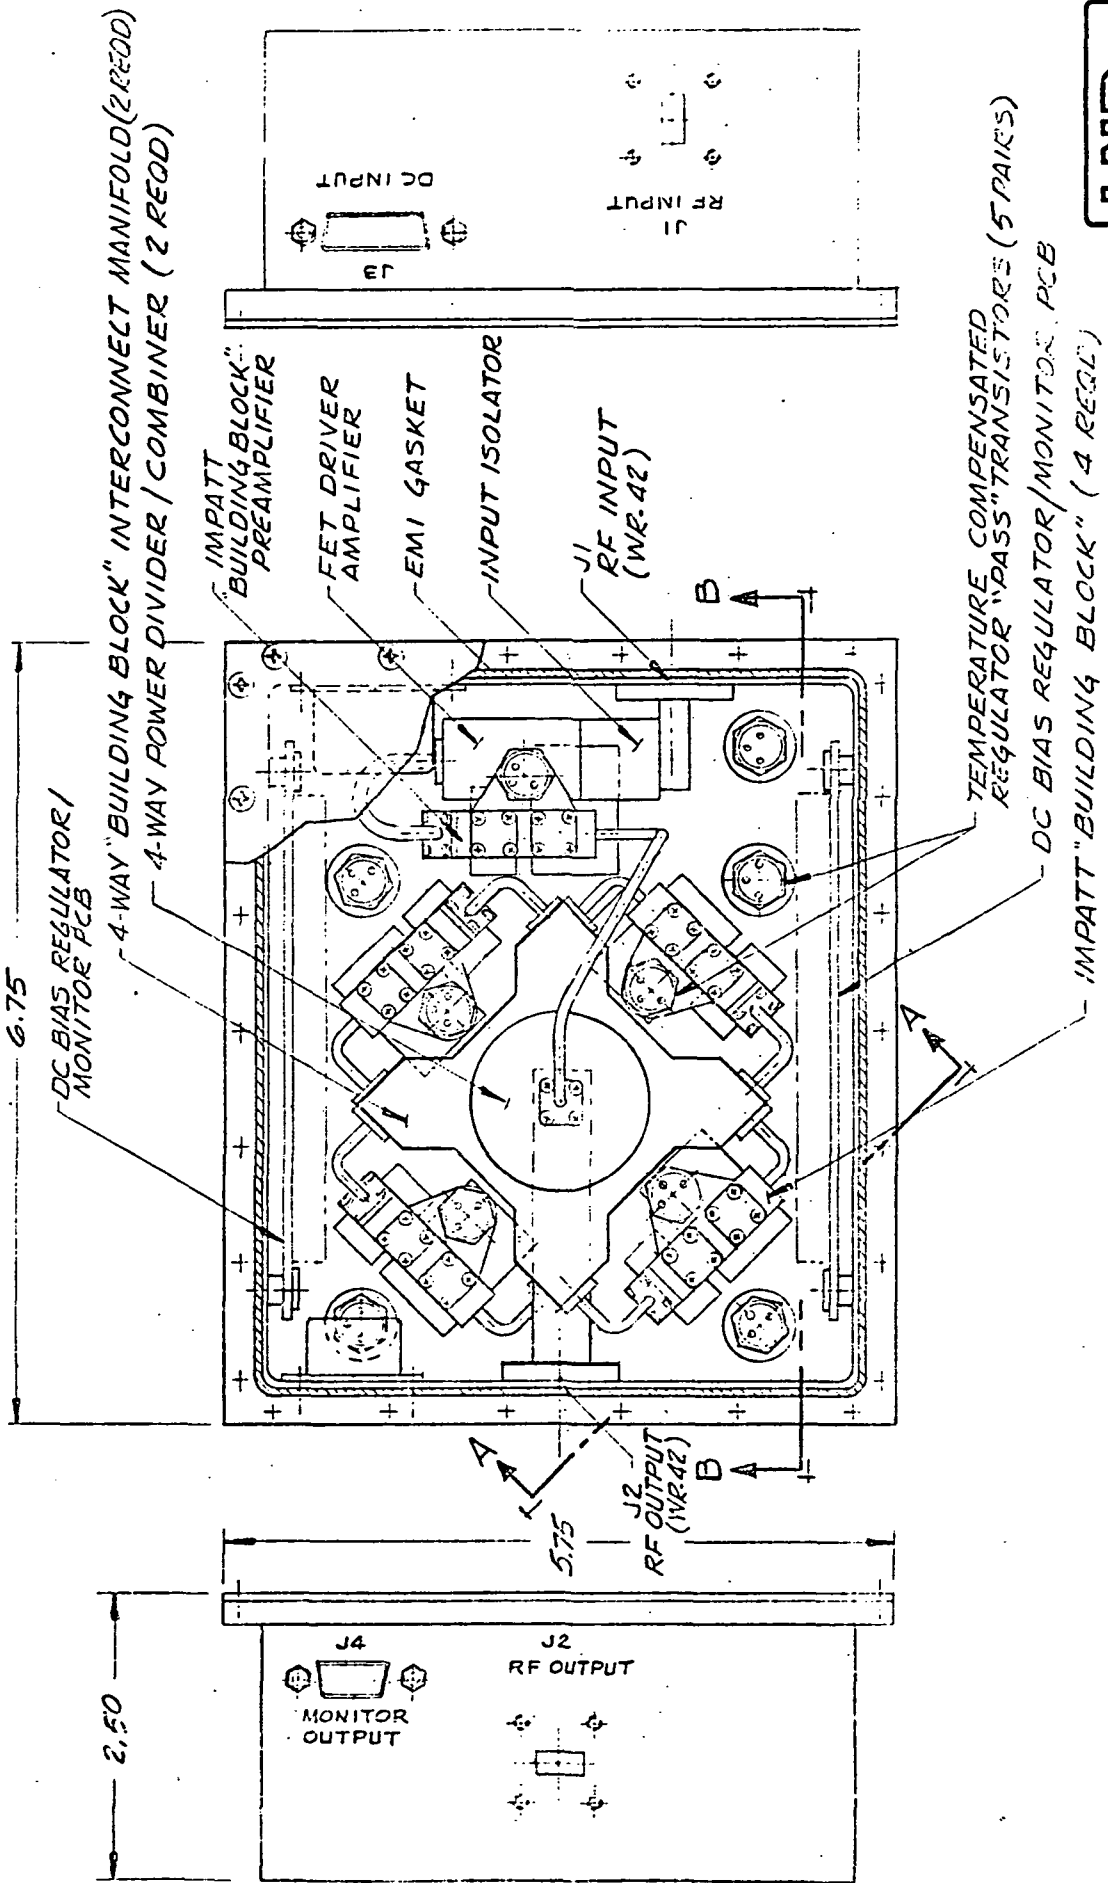 6.75
DC BIAS REGULATOR/
MONITOR PCB
4-WAY "BUILDING BLOCK" INTERCONNECT MANIFOLD (2 REQD)
4-WAY POWER DIVIDER / COMBINER (2 REQD)
IMPATT
BUILDING BLOCK"
PREAMPLIFIER
FET DRIVER
AMPLIFIER
EMI GASKET
INPUT ISOLATOR
J1
RF INPUT
(WR-42)
B
TEMPERATURE COMPENSATED
REGULATOR "PASS" TRANSISTORS (5 PAIRS)
DC BIAS REGULATOR/MONITOR PCB
IMPATT "BUILDING BLOCK" (4 REQD)
A
A
B
J2
RF OUTPUT
(WR-42)
5.75
2.50
J4
MONITOR
OUTPUT
J2
RF OUTPUT
J3
DC INPUT
J1
RF INPUT